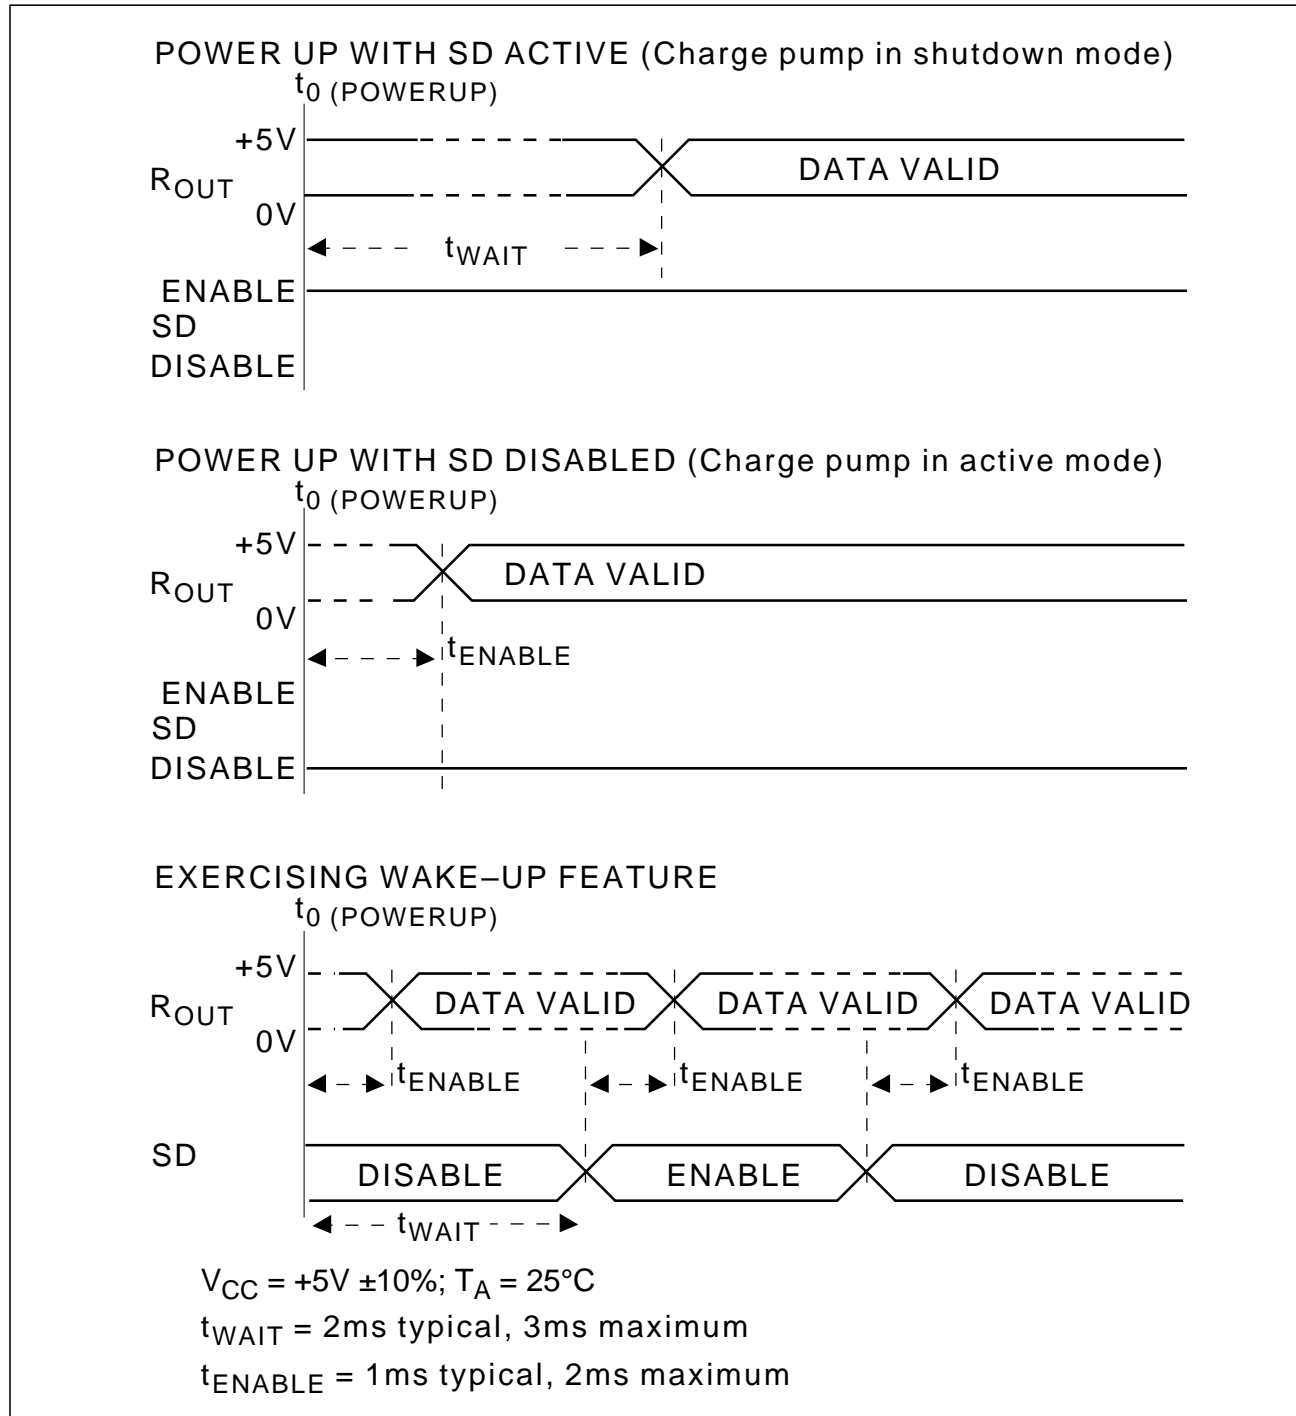 POWER UP WITH SD ACTIVE (Charge pump in shutdown mode)
t0 (POWERUP)
+5V
ROUT
DATA VALID
0V
tWAIT
ENABLE
SD
DISABLE
POWER UP WITH SD DISABLED (Charge pump in active mode)
t0 (POWERUP)
+5V
ROUT
DATA VALID
0V
tENABLE
ENABLE
SD
DISABLE
EXERCISING WAKE–UP FEATURE
t0 (POWERUP)
+5V
ROUT
DATA VALID DATA VALID DATA VALID
0V
tENABLE tENABLE tENABLE
SD
DISABLE ENABLE DISABLE
tWAIT
VCC = +5V ±10%; TA = 25°C
tWAIT = 2ms typical, 3ms maximum
tENABLE = 1ms typical, 2ms maximum